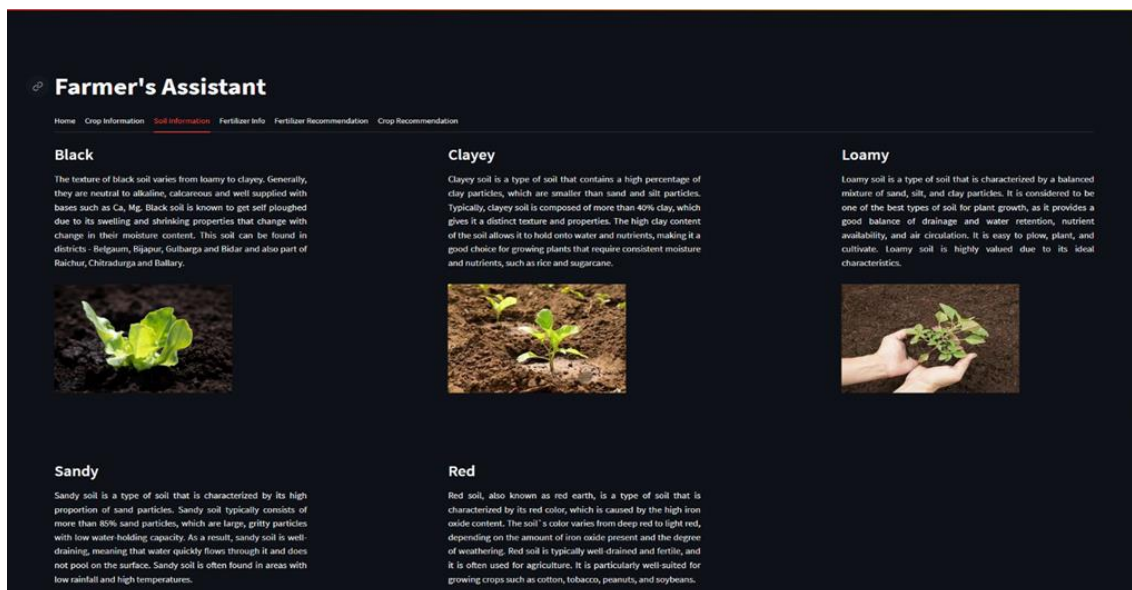 Farmer's Assistant
Home Crop Information Soil Information Fertilizer Info Fertilizer Recommendation Crop Recommendation
Black
The texture of black soil varies from loamy to clayey. Generally,
they are neutral to alkaline, calcareous and well supplied with
bases such as Ca, Mg. Black soil is known to get self ploughed
due to its swelling and shrinking properties that change with
change in their moisture content. This soil can be found in
districts - Belgaum, Bijapur, Gulbarga and Bidar and also part of
Raichur, Chitradurga and Ballary.
Clayey
Clayey soil is a type of soil that contains a high percentage of
clay particles, which are smaller than sand and silt particles.
Typically, clayey soil is composed of more than 40% clay, which
gives it a distinct texture and properties. The high clay content
of the soil allows it to hold onto water and nutrients, making it a
good choice for growing plants that require consistent moisture
and nutrients, such as rice and sugarcane.
Loamy
Loamy soil is a type of soil that is characterized by a balanced
mixture of sand, silt, and clay particles. It is considered to be
one of the best types of soil for plant growth, as it provides a
good balance of drainage and water retention, nutrient
availability, and air circulation. It is easy to plow, plant, and
cultivate. Loamy soil is highly valued due to its ideal
characteristics.
Sandy
Sandy soil is a type of soil that is characterized by its high
proportion of sand particles. Sandy soil typically consists of
more than 85% sand particles, which are large, gritty particles
with low water-holding capacity. As a result, sandy soil is well-
draining, meaning that water quickly flows through it and does
not pool on the surface. Sandy soil is often found in areas with
low rainfall and high temperatures.
Red
Red soil, also known as red earth, is a type of soil that is
characterized by its red color, which is caused by the high iron
oxide content. The soil`s color varies from deep red to light red,
depending on the amount of iron oxide present and the degree
of weathering. Red soil is typically well-drained and fertile, and
it is often used for agriculture. It is particularly well-suited for
growing crops such as cotton, tobacco, peanuts, and soybeans.